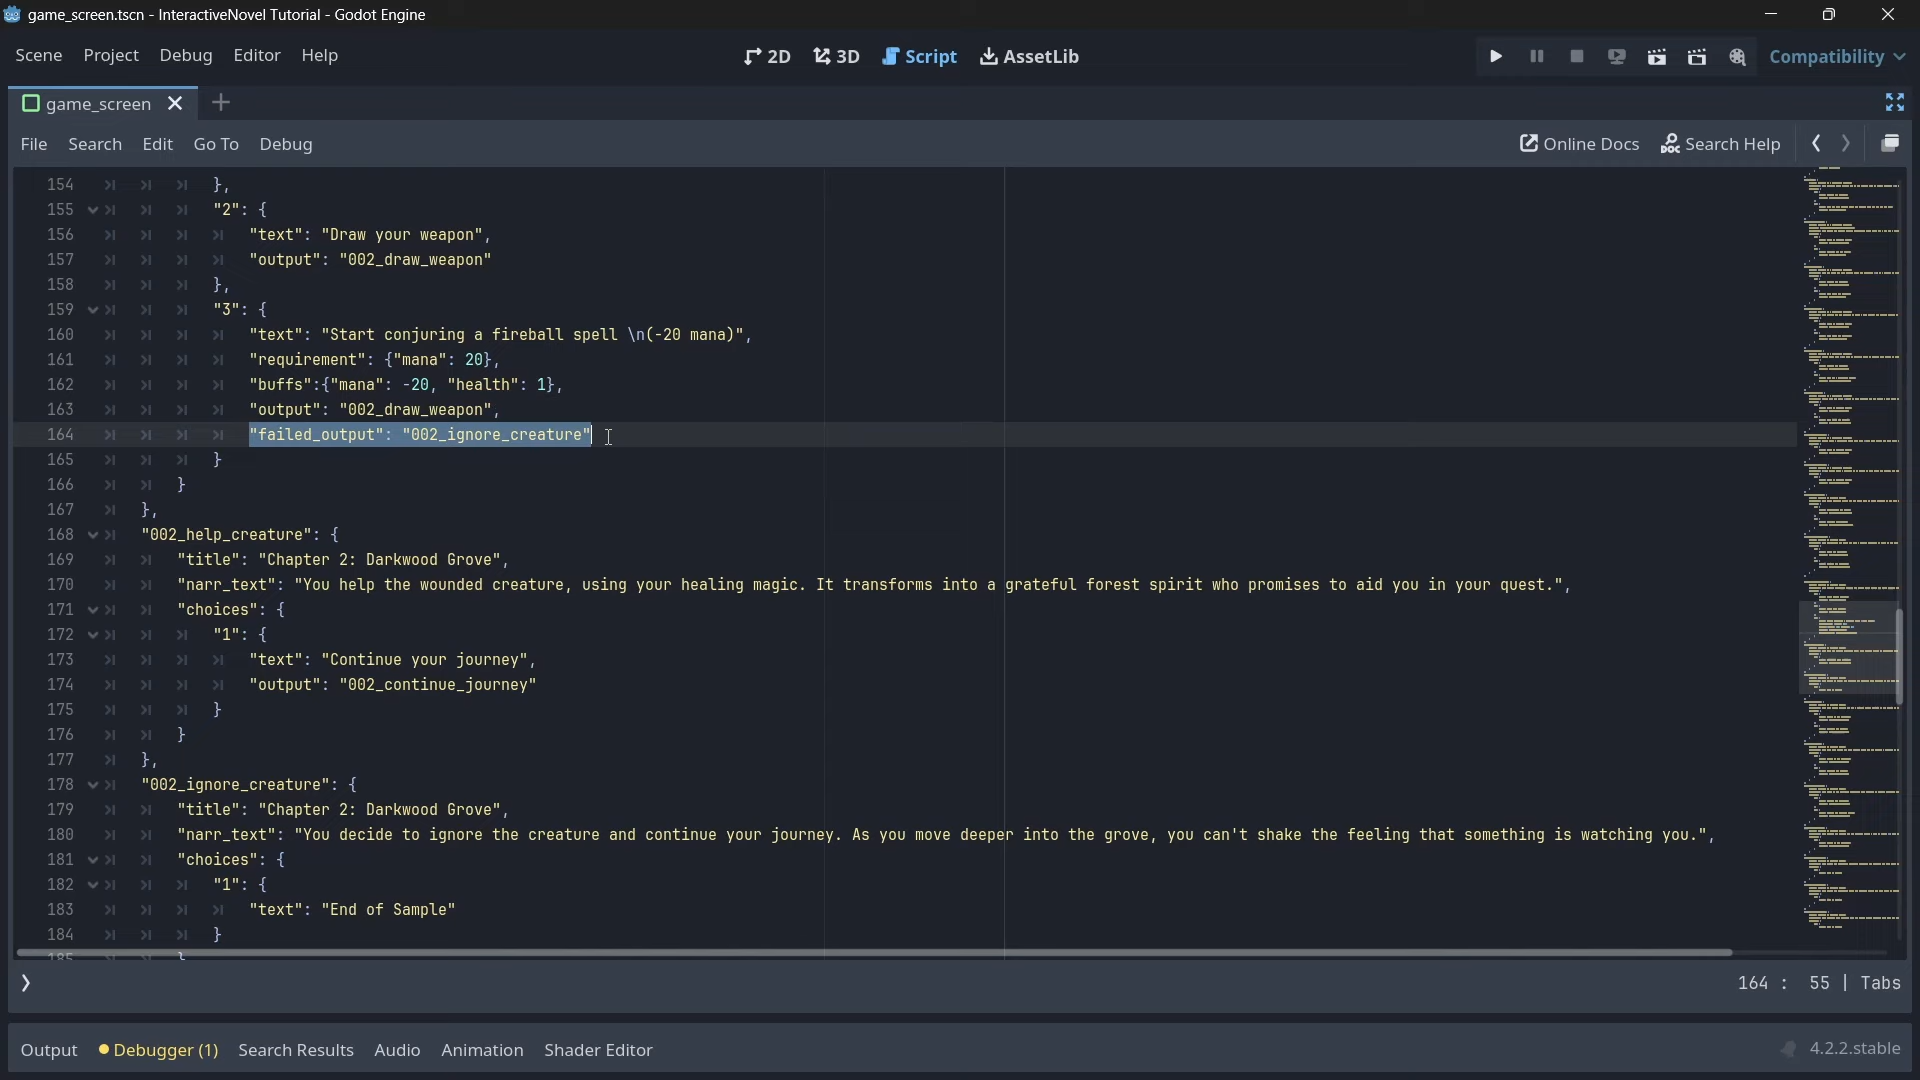 game_screen.tscn - InteractiveNovel Tutorial - Godot Engine
Scene Project Debug Editor Help 2D 3D Script AssetLib Compatibility
game_screen
File Search Edit Go To Debug Online Docs Search Help
154 },
155 "2": {
156 "text": "Draw your weapon",
157 "output": "002_draw_weapon"
158 },
159 "3": {
160 "text": "Start conjuring a fireball spell \n(-20 mana)",
161 "requirement": {"mana": 20},
162 "buffs":{"mana": -20, "health": 1},
163 "output": "002_draw_weapon",
164 "failed_output": "002_ignore_creature"
165 }
166 }
167 },
168 "002_help_creature": {
169 "title": "Chapter 2: Darkwood Grove",
170 "narr_text": "You help the wounded creature, using your healing magic. It transforms into a grateful forest spirit who promises to aid you in your quest.",
171 "choices": {
172 "1": {
173 "text": "Continue your journey",
174 "output": "002_continue_journey"
175 }
176 }
177 },
178 "002_ignore_creature": {
179 "title": "Chapter 2: Darkwood Grove",
180 "narr_text": "You decide to ignore the creature and continue your journey. As you move deeper into the grove, you can't shake the feeling that something is watching you.",
181 "choices": {
182 "1": {
183 "text": "End of Sample"
184 }
185 }
164 : 55 | Tabs
Output Debugger (1) Search Results Audio Animation Shader Editor 4.2.2.stable